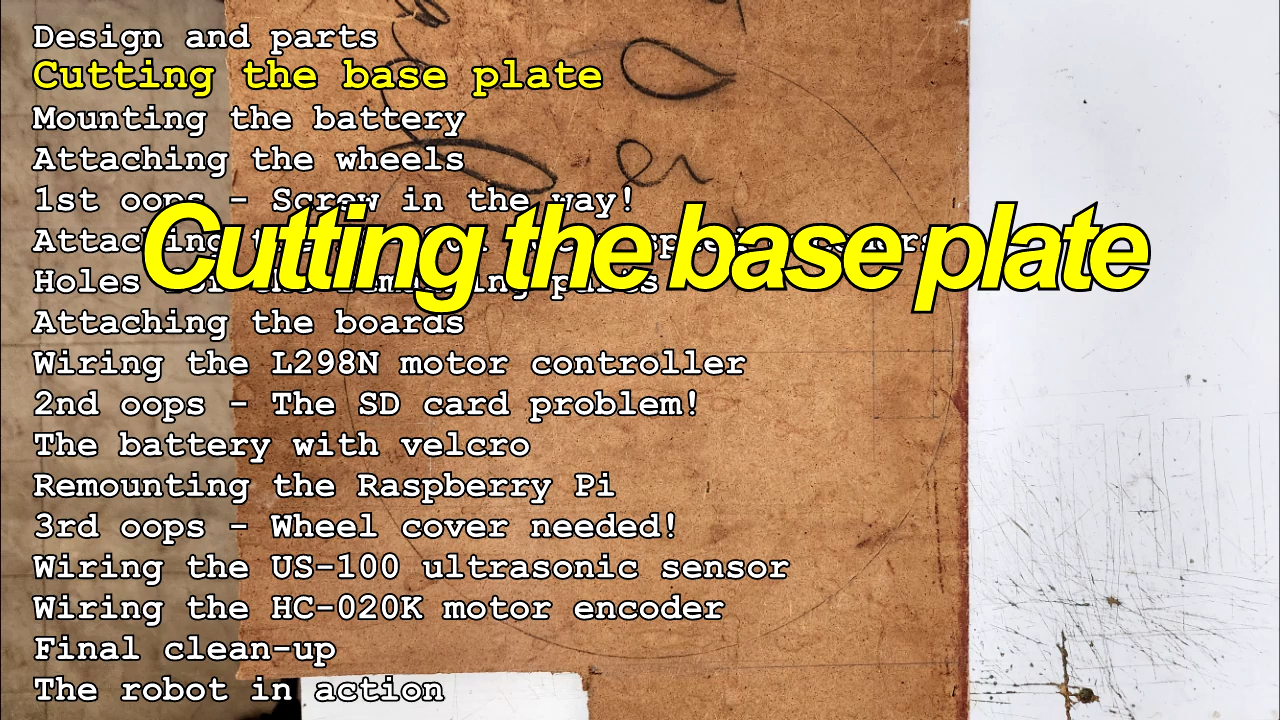 Design and parts
Cutting the base plate
Mounting the battery
Attaching the wheels
1st oops - Screw in the way!
Cutting the base plate
Attaching
Holes
Attaching the boards
Wiring the L298N motor controller
2nd oops - The SD card problem!
The battery with velcro
Remounting the Raspberry Pi
3rd oops - Wheel cover needed!
Wiring the US-100 ultrasonic sensor
Wiring the HC-020K motor encoder
Final clean-up
The robot in action